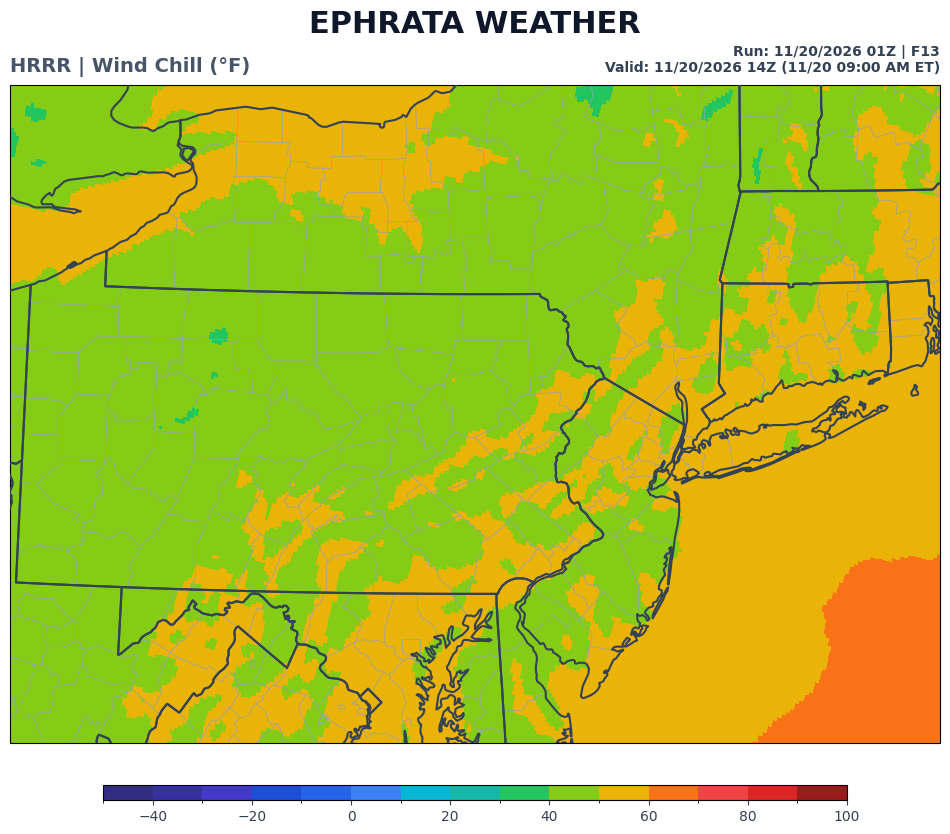 EPHRATA WEATHER
HRRR | Wind Chill (°F)
Run: 11/20/2026 01Z | F13
Valid: 11/20/2026 14Z (11/20 09:00 AM ET)
−40 −20 0 20 40 60 80 100